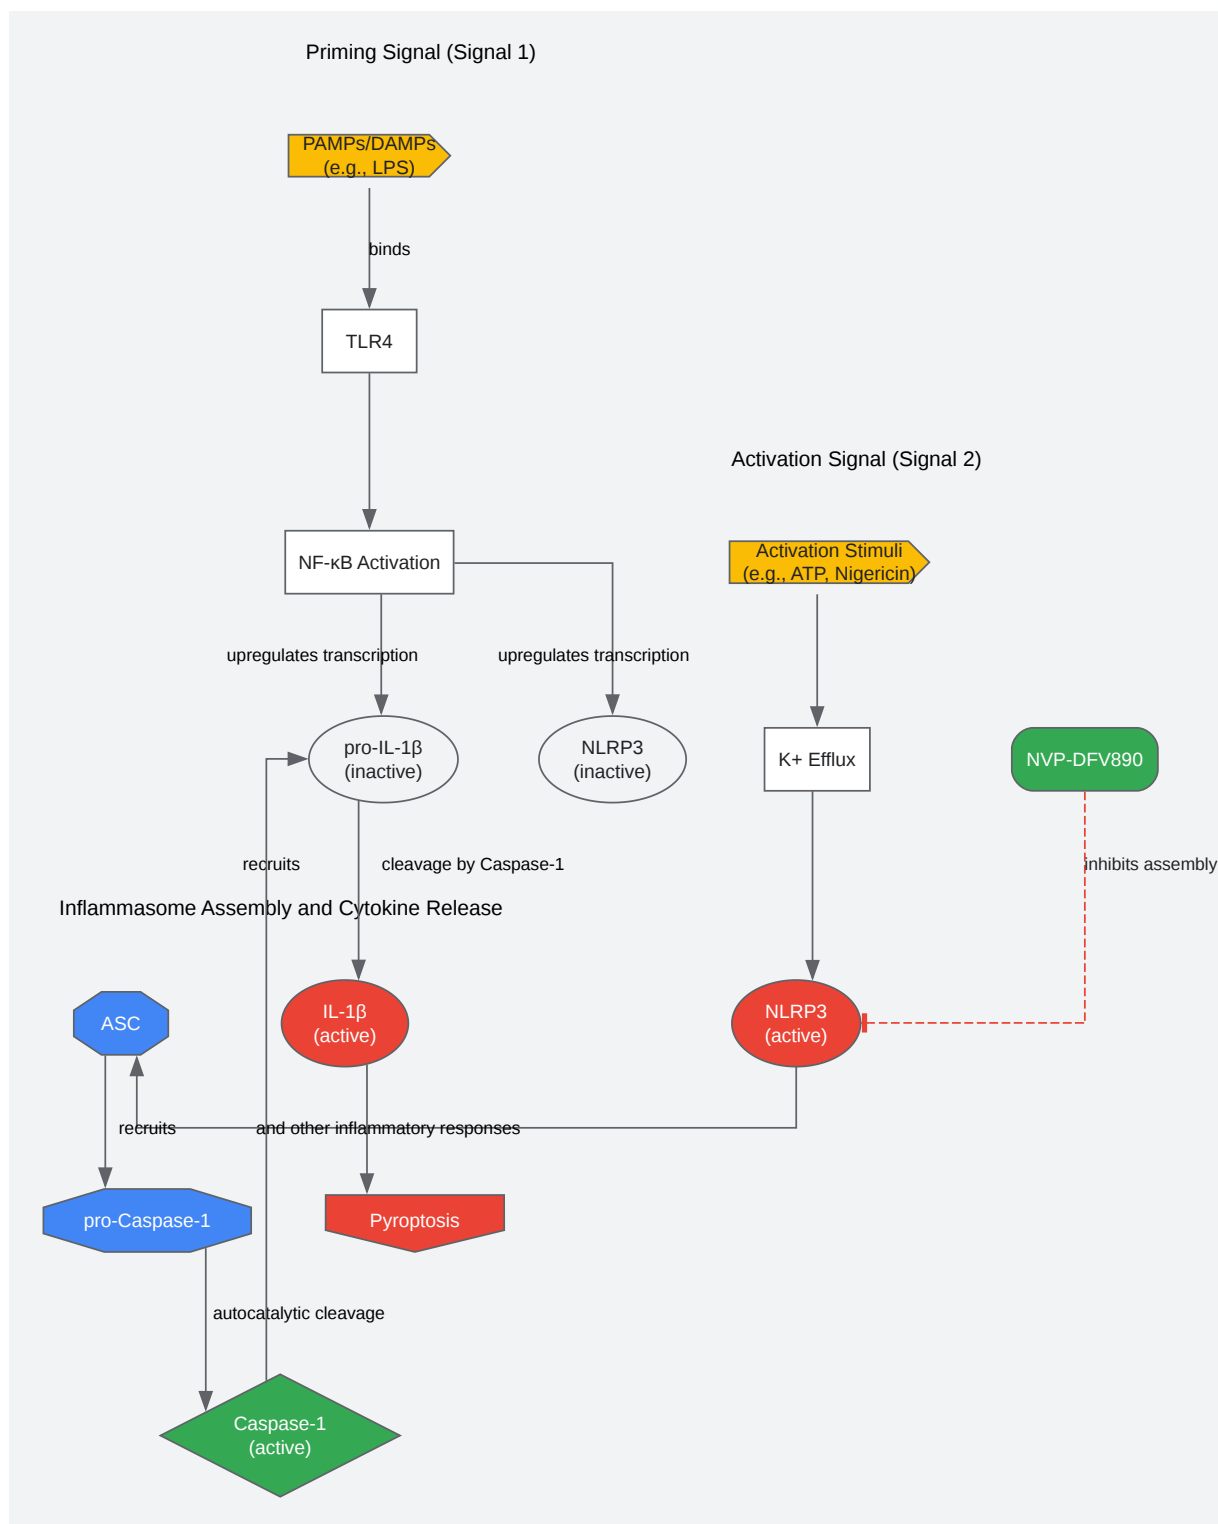 Priming Signal (Signal 1)
PAMPs/DAMPs
(e.g., LPS)
binds
TLR4
Activation Signal (Signal 2)
NF-κB Activation
Activation Stimuli
(e.g., ATP, Nigericin)
upregulates transcription
upregulates transcription
pro-IL-1β
(inactive)
NLRP3
(inactive)
K+ Efflux
NVP-DFV890
recruits
cleavage by Caspase-1
inhibits assembly
Inflammasome Assembly and Cytokine Release
ASC
IL-1β
(active)
NLRP3
(active)
recruits
and other inflammatory responses
pro-Caspase-1
Pyroptosis
autocatalytic cleavage
Caspase-1
(active)